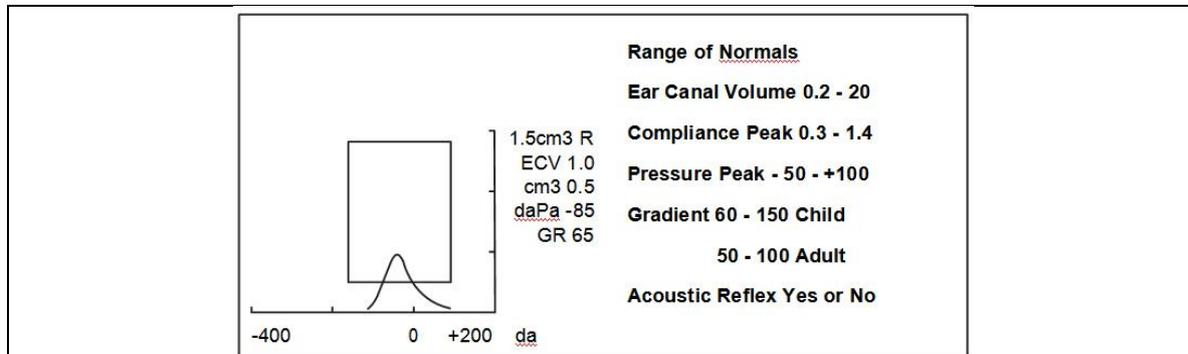 Range of Normals
Ear Canal Volume 0.2 - 20
Compliance Peak 0.3 - 1.4
Pressure Peak - 50 - +100
Gradient 60 - 150 Child
50 - 100 Adult
Acoustic Reflex Yes or No
1.5cm3 R
ECV 1.0
cm3 0.5
daPa -85
GR 65
-400 0 +200 da